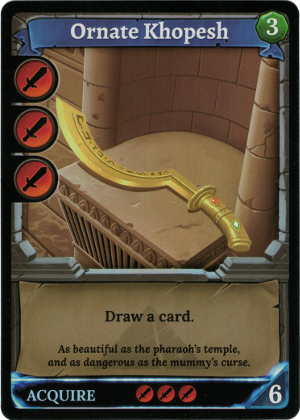 Ornate Khopesh
3
Draw a card.
As beautiful as the pharaoh's temple,
and as dangerous as the mummy's curse.
ACQUIRE
6